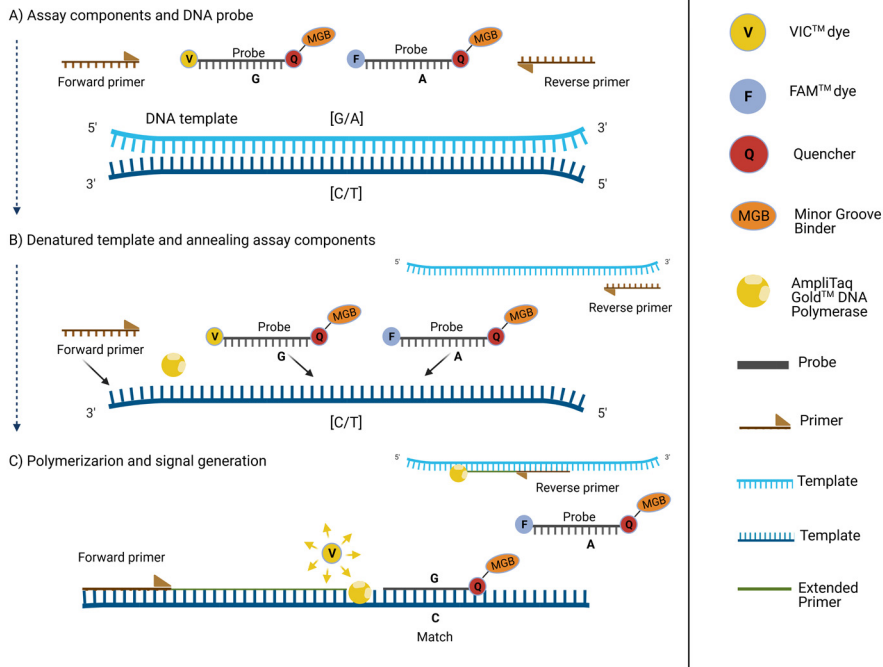 A) Assay components and DNA probe
MGB
MGB
V
Probe
Q
F
Probe
Q
Forward primer
G
A
Reverse primer
5'
DNA template
[G/A]
3'
3'
[C/T]
5'
B) Denatured template and annealing assay components
5'
3'
Reverse primer
MGB
MGB
V
Probe
Q
F
Probe
Q
Forward primer
G
A
3'
5'
[C/T]
C) Polymerizarion and signal generation
5'
3'
Reverse primer
MGB
F
Probe
Q
A
Forward primer
V
MGB
G
Q
C
Match
V
VIC™ dye
F
FAM™ dye
Q
Quencher
MGB
Minor Groove
Binder
AmpliTaq
Gold™ DNA
Polymerase
Probe
Primer
Template
Template
Extended
Primer